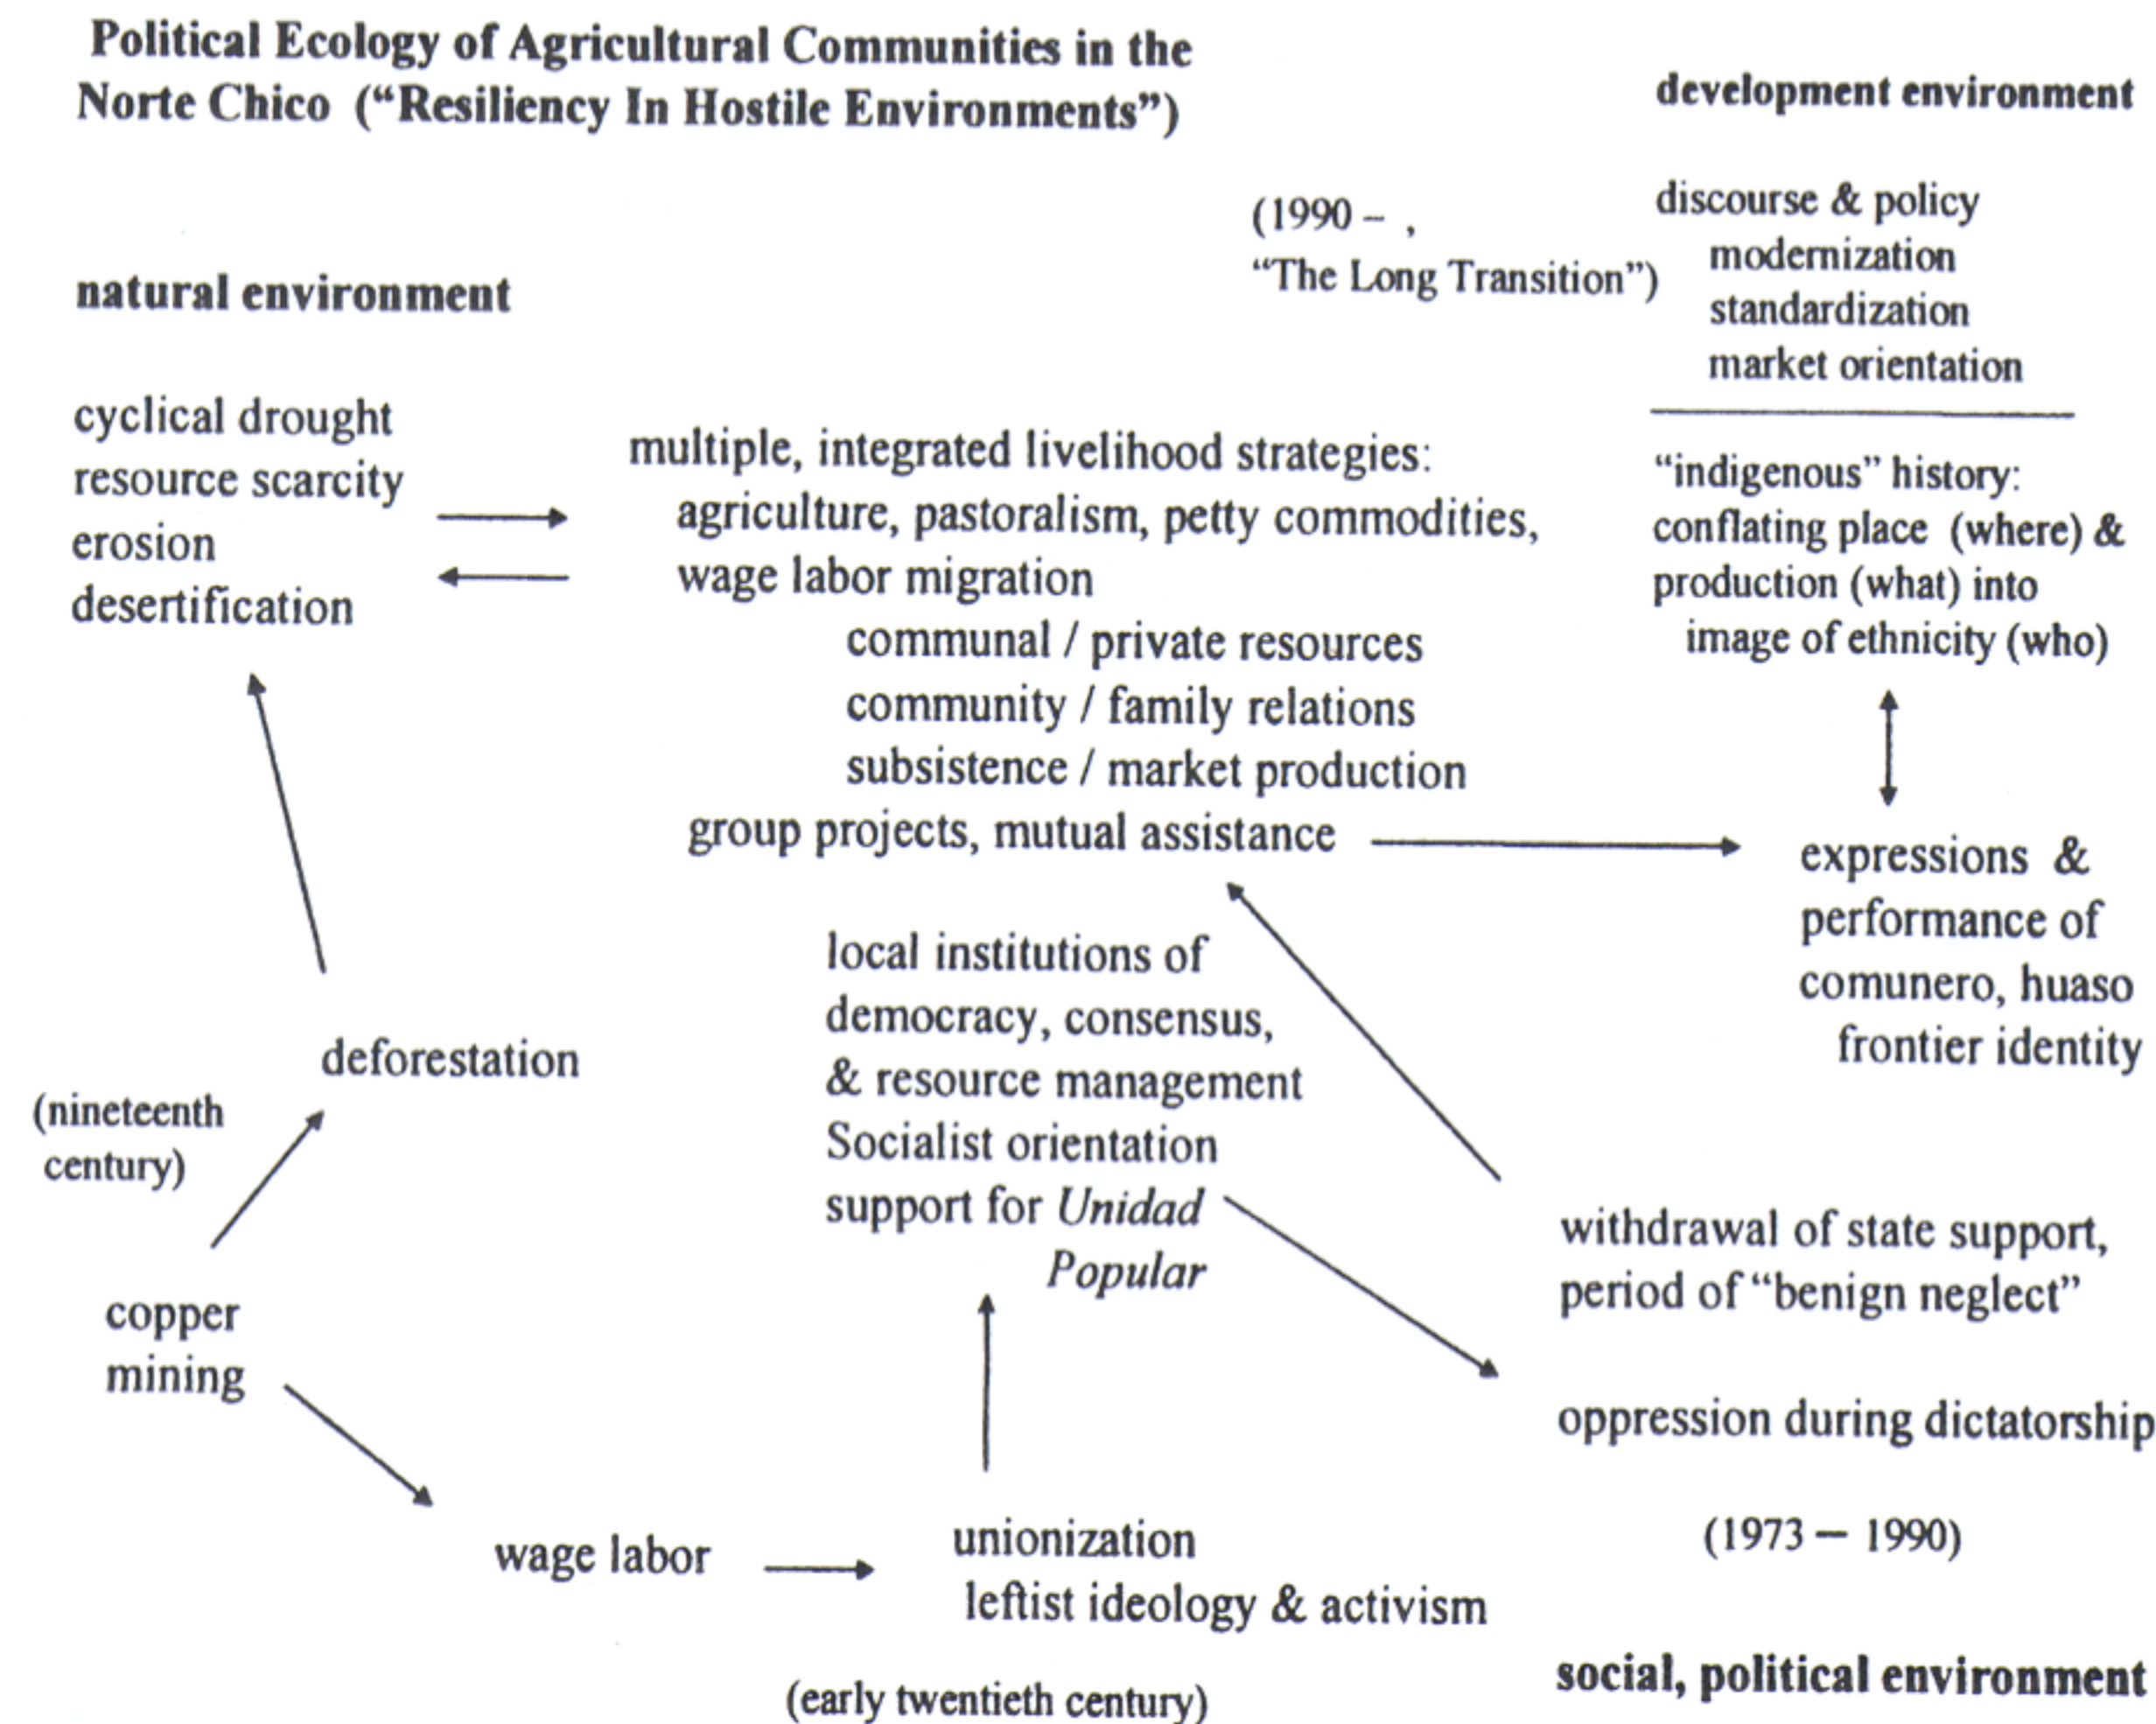 Political Ecology of Agricultural Communities in the
Norte Chico (“Resiliency In Hostile Environments”)
development environment
discourse & policy
modernization
standardization
market orientation
(1990 – ,
“The Long Transition”)
“indigenous” history:
conflating place (where) &
production (what) into
image of ethnicity (who)
natural environment
cyclical drought
resource scarcity
erosion
desertification
multiple, integrated livelihood strategies:
agriculture, pastoralism, petty commodities,
wage labor migration
communal / private resources
community / family relations
subsistence / market production
group projects, mutual assistance
expressions &
performance of
comunero, huaso
frontier identity
local institutions of
democracy, consensus,
& resource management
Socialist orientation
support for Unidad
Popular
deforestation
(nineteenth
century)
copper
mining
withdrawal of state support,
period of “benign neglect”
oppression during dictatorship
(1973 — 1990)
wage labor
unionization
leftist ideology & activism
(early twentieth century)
social, political environment